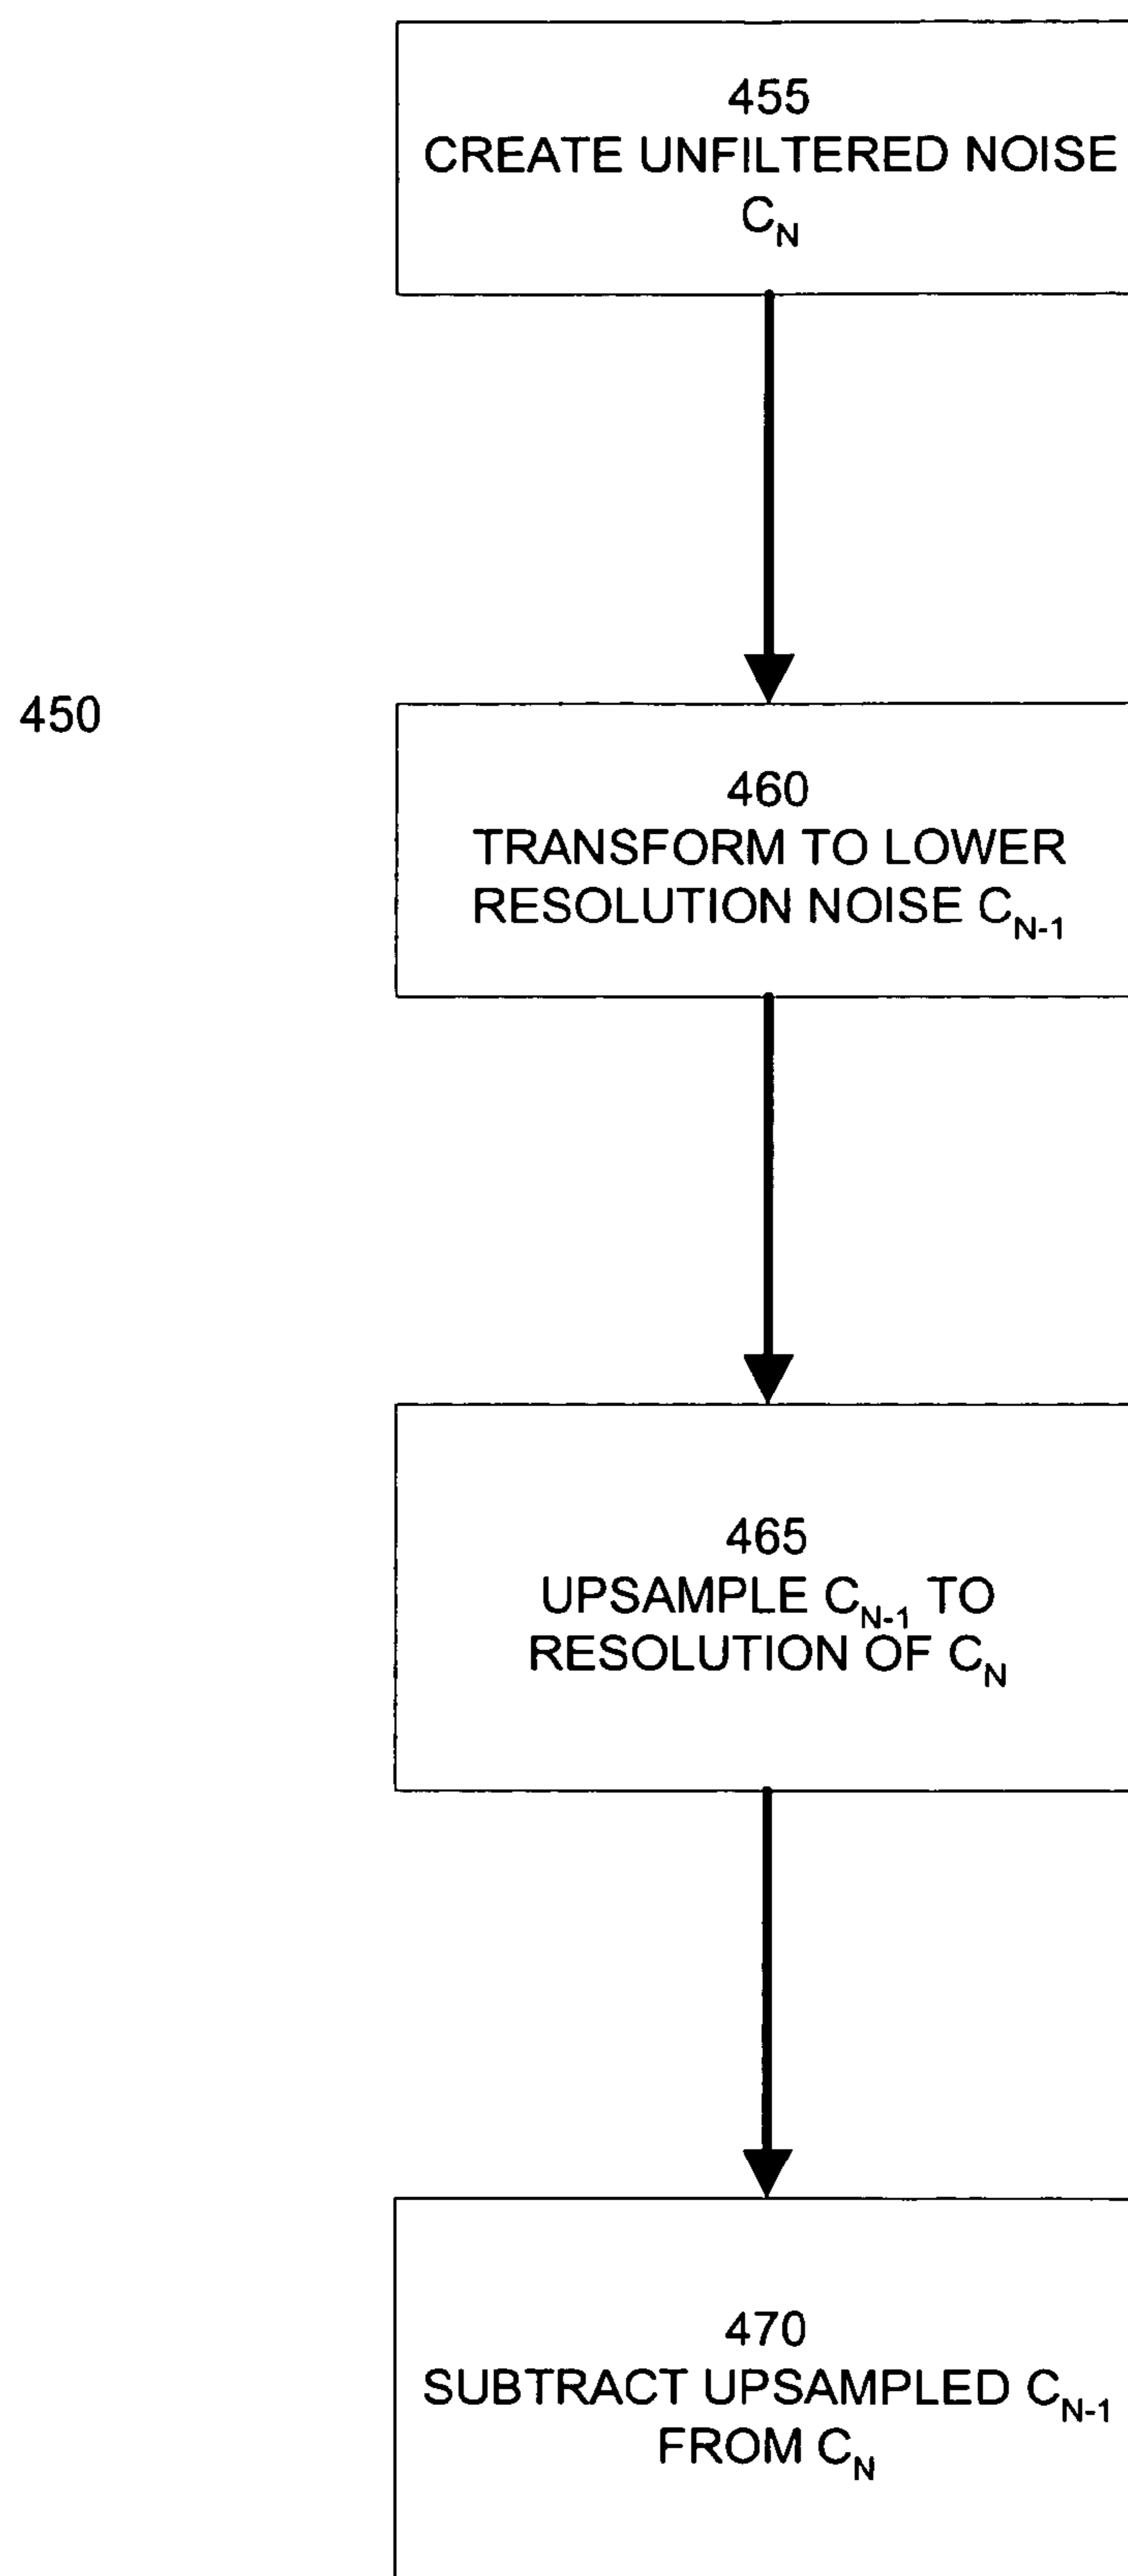 455
CREATE UNFILTERED NOISE
C_N
450
460
TRANSFORM TO LOWER
RESOLUTION NOISE C_N-1
465
UPSAMPLE C_N-1 TO
RESOLUTION OF C_N
470
SUBTRACT UPSAMPLED C_N-1
FROM C_N